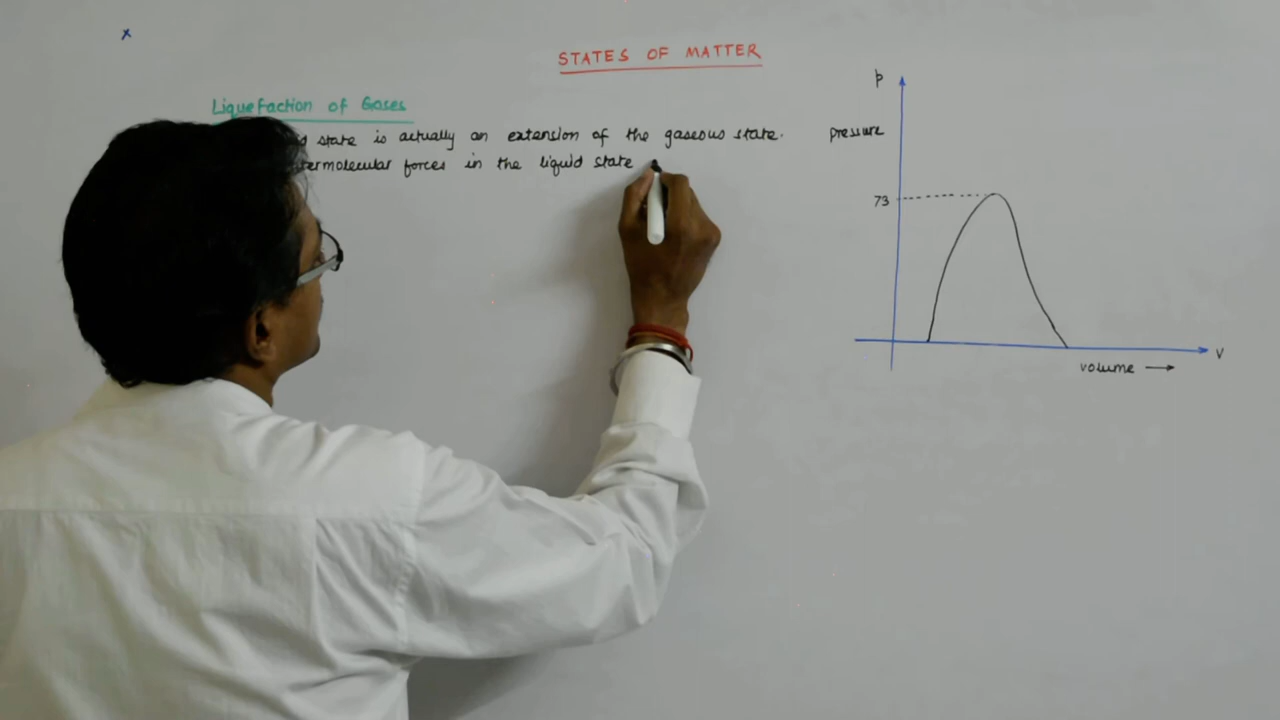 x
STATES OF MATTER
Liquefaction of Gases
state is actually an extension of the gaseous state.
termolecular forces in the liquid state
p
pressure
73
V
volume →